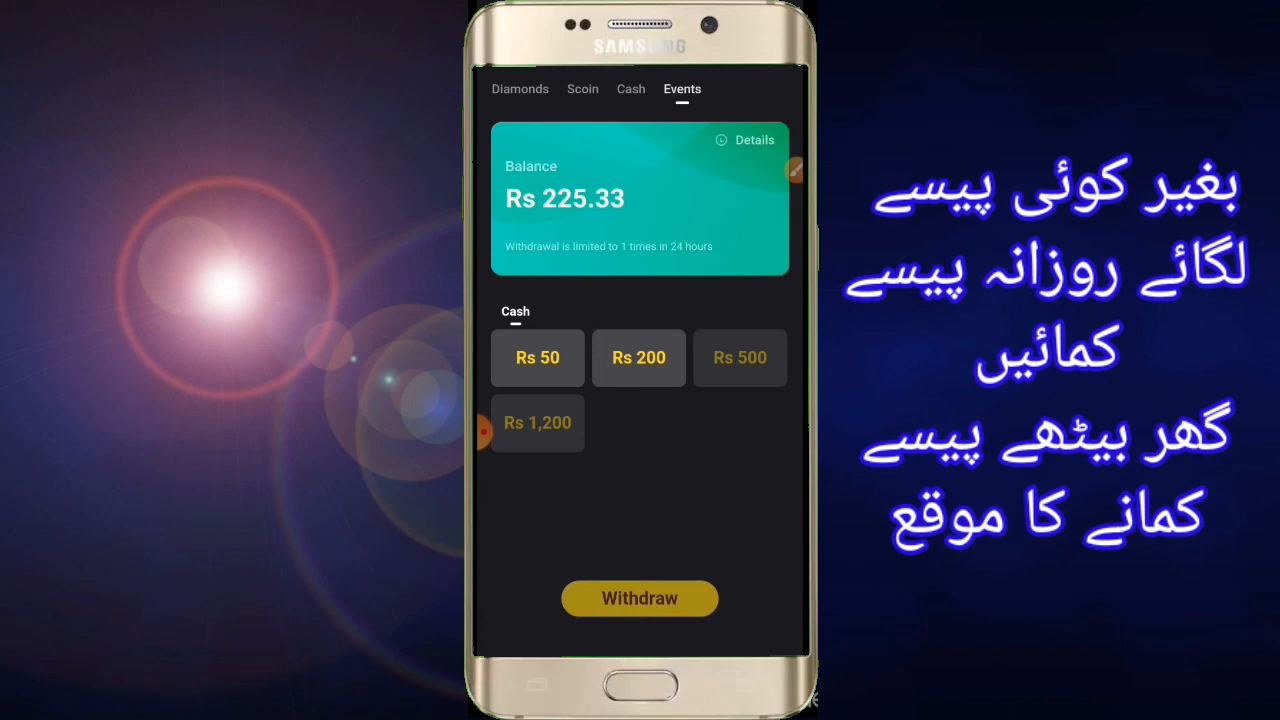 SAMSUNG
Diamonds Scoin Cash Events
Details
Balance
Rs 225.33
Withdrawal is limited to 1 times in 24 hours
Cash
Rs 50 Rs 200 Rs 500
Rs 1,200
Withdraw
بغیر کوئی پیسے
لگائے روزانہ پیسے
کمائیں
گھر بیٹھے پیسے
کمانے کا موقع